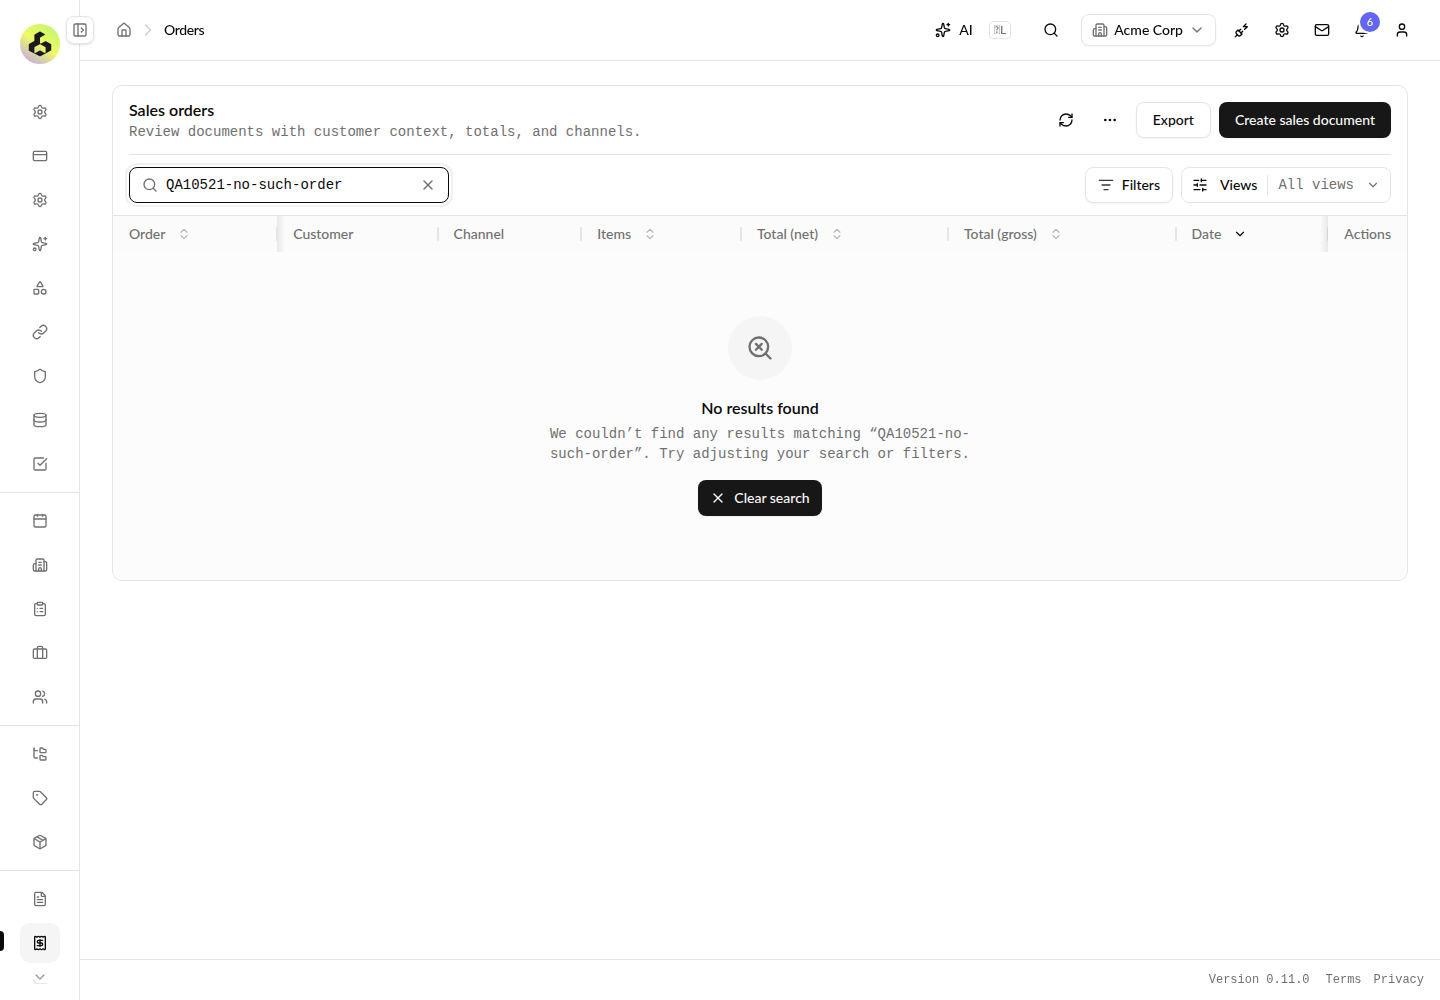 Orders
AI
L
Acme Corp
6
Sales orders
Review documents with customer context, totals, and channels.
Export
Create sales document
QA10521-no-such-order
Filters
Views
All views
Order
Customer
Channel
Items
Total (net)
Total (gross)
Date
Actions
No results found
We couldn’t find any results matching “QA10521-no-
such-order”. Try adjusting your search or filters.
Clear search
Version 0.11.0
Terms
Privacy